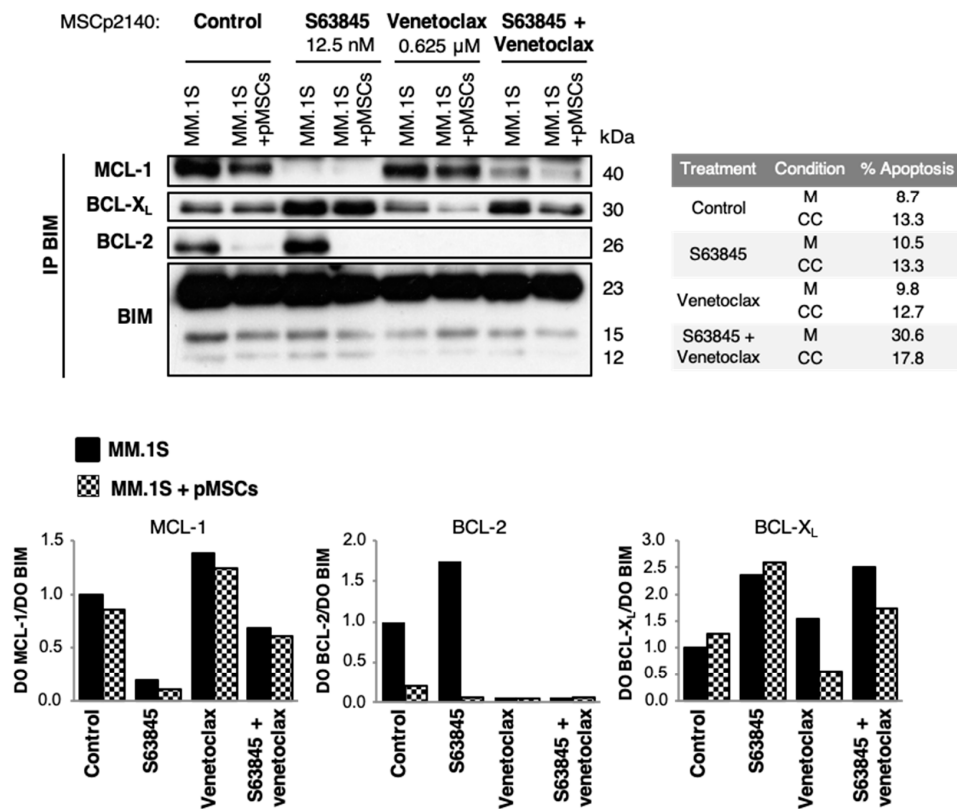 MSCp2140: Control S63845 Venetoclax S63845 +
12.5 nM 0.625 µM Venetoclax
MM.1S MM.1S +pMSCs MM.1S MM.1S +pMSCs MM.1S MM.1S +pMSCs MM.1S MM.1S +pMSCs
kDa
IP BIM
MCL-1 40
BCL-XL 30
BCL-2 26
BIM 23
15
12
Treatment Condition % Apoptosis
Control M 8.7
CC 13.3
S63845 M 10.5
CC 13.3
Venetoclax M 9.8
CC 12.7
S63845 + Venetoclax M 30.6
CC 17.8
MM.1S
MM.1S + pMSCs
MCL-1
DO MCL-1/DO BIM
1.5
1.0
0.5
0.0
Control
S63845
Venetoclax
S63845 +
venetoclax
BCL-2
DO BCL-2/DO BIM
2.0
1.5
1.0
0.5
0.0
Control
S63845
Venetoclax
S63845 +
venetoclax
BCL-XL
DO BCL-XL/DO BIM
3.0
2.5
2.0
1.5
1.0
0.5
0.0
Control
S63845
Venetoclax
S63845 +
venetoclax